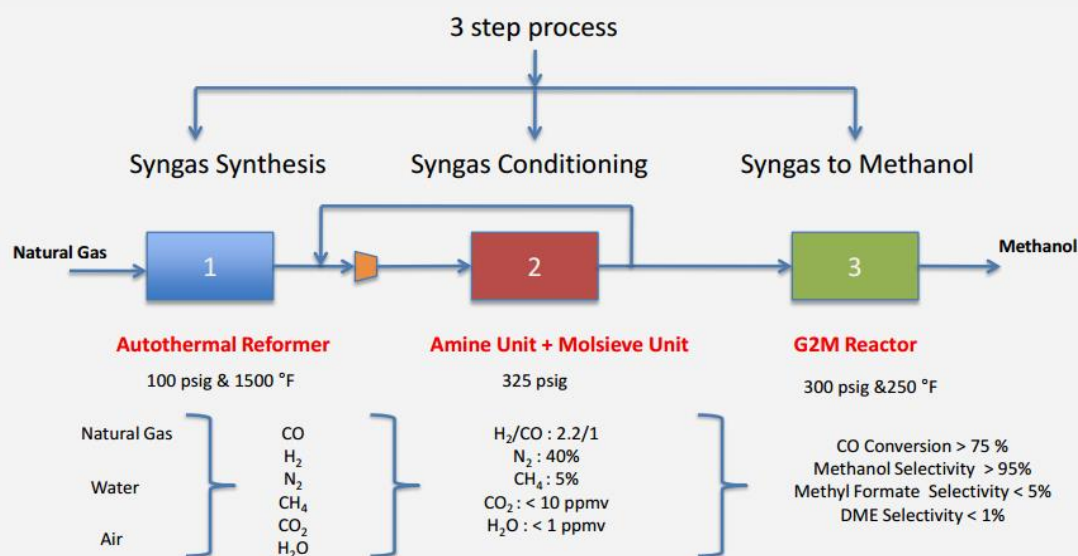 3 step process
Syngas Synthesis
Syngas Conditioning
Syngas to Methanol
Natural Gas
1
2
3
Methanol
Autothermal Reformer
100 psig & 1500 °F
Amine Unit + Molsieve Unit
325 psig
G2M Reactor
300 psig &250 °F
Natural Gas
Water
Air
CO
H₂
N₂
CH₄
CO₂
H₂O
H₂/CO : 2.2/1
N₂ : 40%
CH₄ : 5%
CO₂ : < 10 ppmv
H₂O : < 1 ppmv
CO Conversion > 75 %
Methanol Selectivity > 95%
Methyl Formate Selectivity < 5%
DME Selectivity < 1%